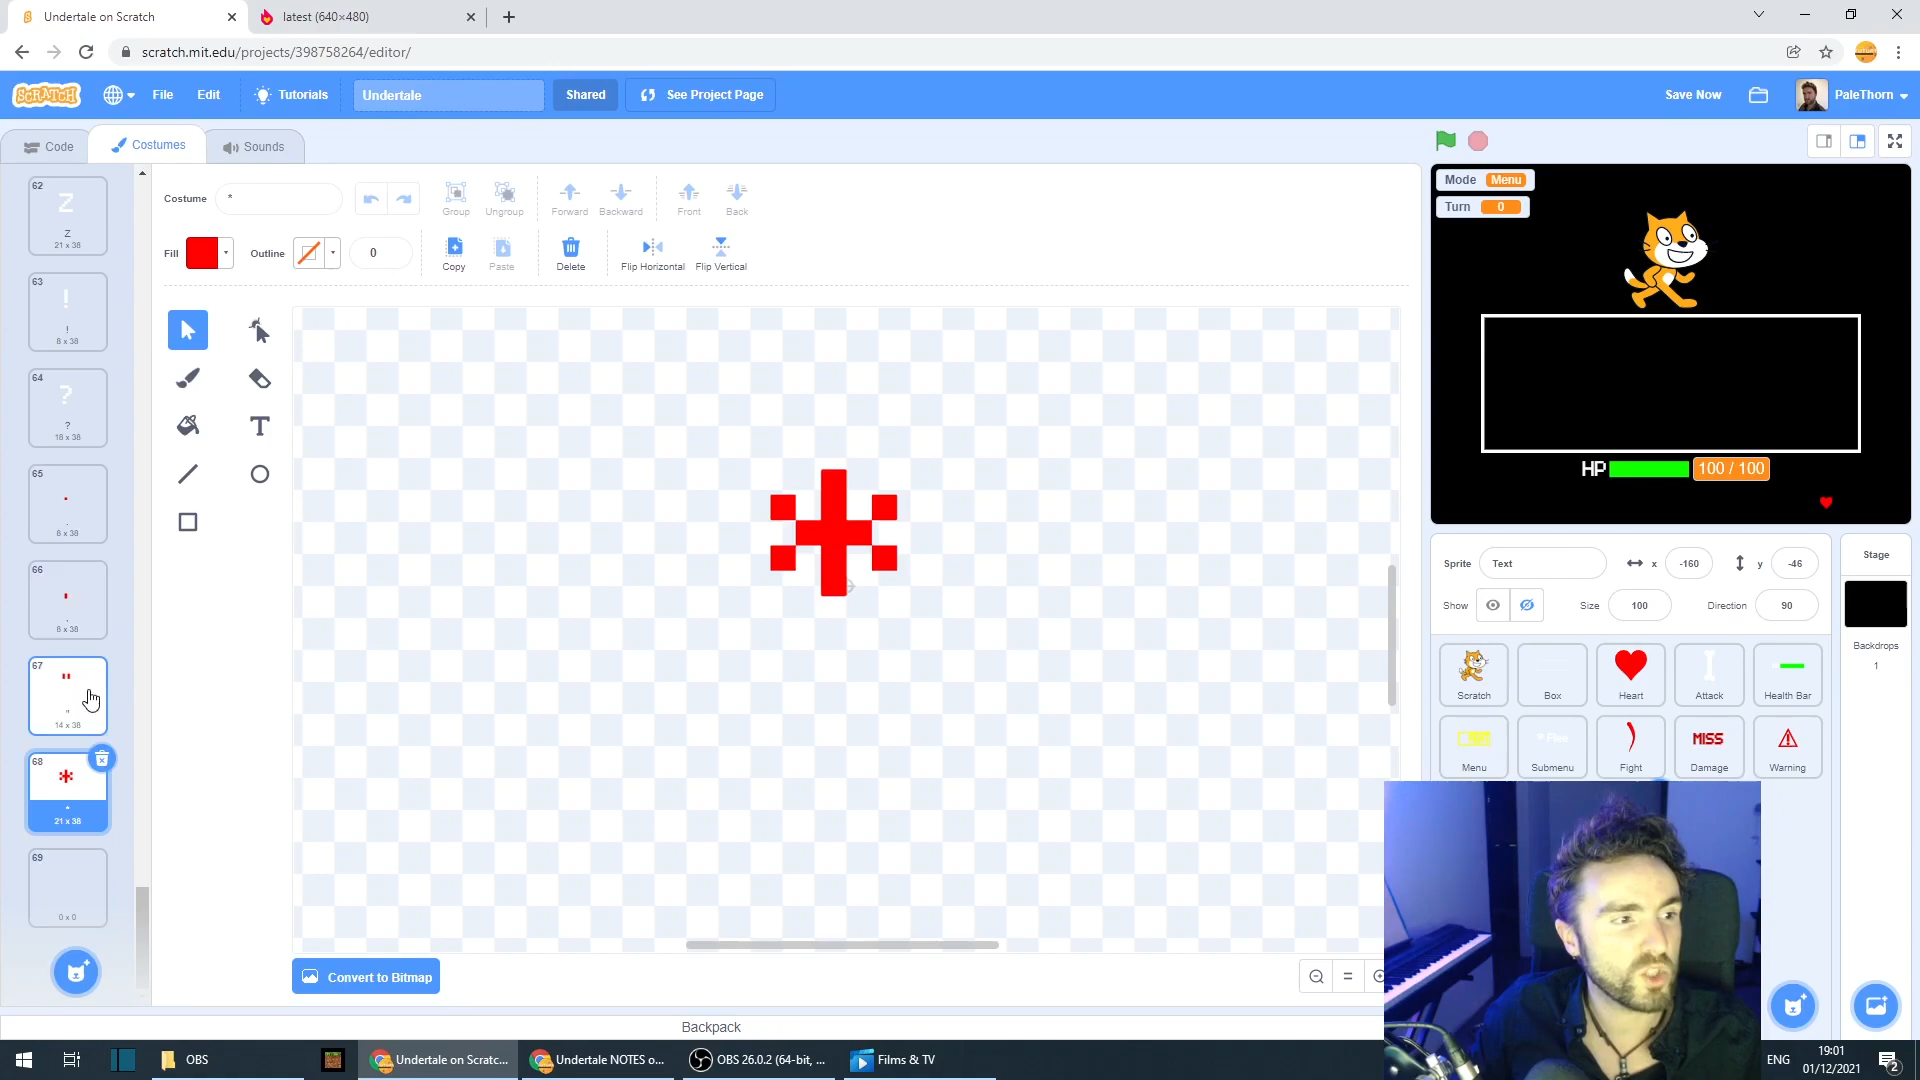 Undertale on Scratch
latest (640×480)
scratch.mit.edu/projects/398758264/editor/
SCRATCH
File
Edit
Tutorials
Undertale
Shared
See Project Page
Save Now
PaleThorn
Code
Costumes
Sounds
Costume
*
Group
Ungroup
Forward
Backward
Front
Back
Fill
Outline
0
Copy
Paste
Delete
Flip Horizontal
Flip Vertical
62
Z
Z
21 x 38
63
!
!
8 x 38
64
?
?
18 x 38
65
.
.
8 x 38
66
'
8 x 38
67
"
"
14 x 38
68
*
*
21 x 38
69
0 x 0
Convert to Bitmap
Backpack
Mode Menu
Turn 0
HP 100 / 100
Sprite
Text
x
-160
y
-46
Show
Size
100
Direction
90
Stage
Backdrops
1
Scratch
Box
Heart
Attack
Health Bar
Menu
* Flee
Submenu
Fight
MISS
Damage
Warning
OBS
Undertale on Scratc...
Undertale NOTES o...
OBS 26.0.2 (64-bit, ...
Films & TV
ENG
19:01
01/12/2021
2